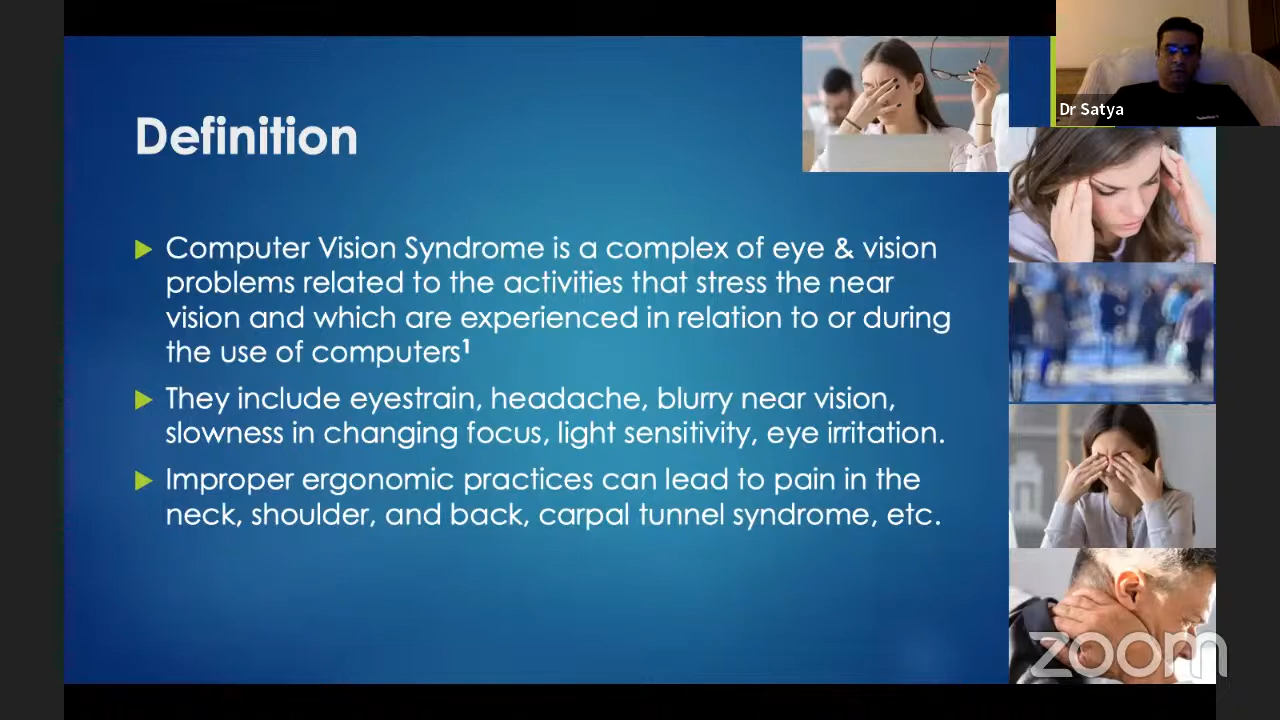 Definition
Computer Vision Syndrome is a complex of eye & vision
problems related to the activities that stress the near
vision and which are experienced in relation to or during
the use of computers¹
They include eyestrain, headache, blurry near vision,
slowness in changing focus, light sensitivity, eye irritation.
Improper ergonomic practices can lead to pain in the
neck, shoulder, and back, carpal tunnel syndrome, etc.
Dr Satya
zoom